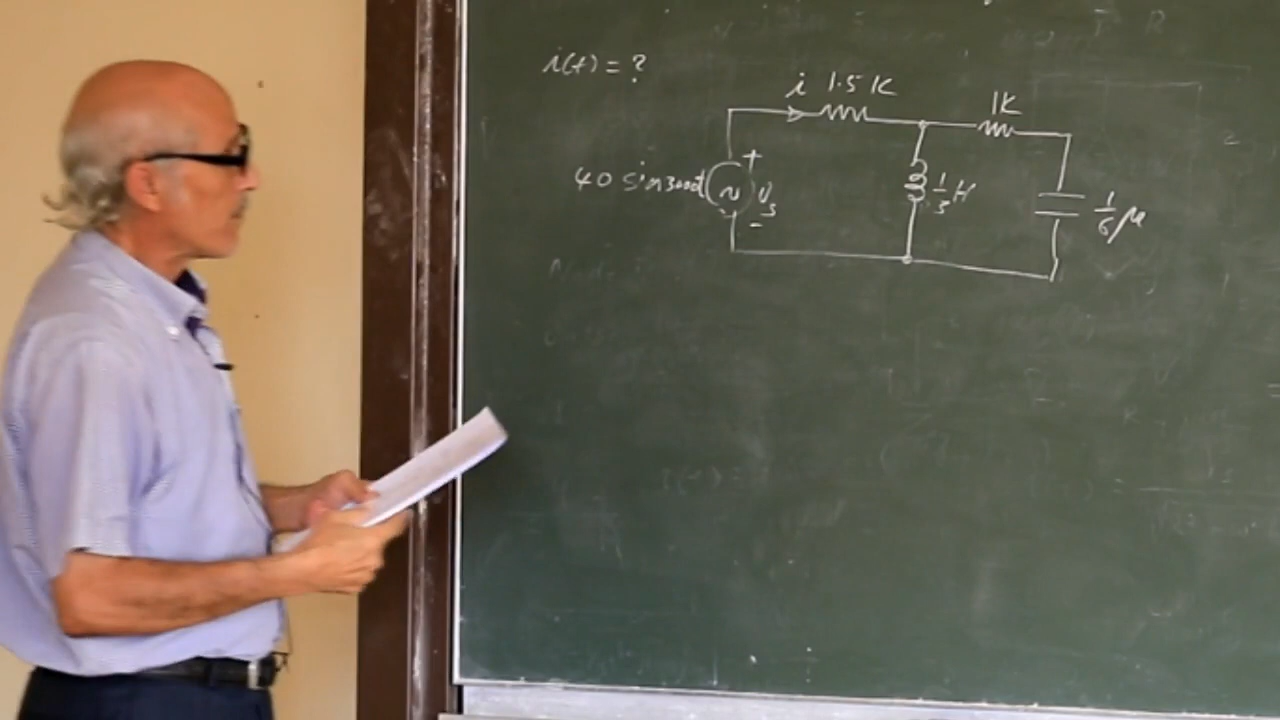 i(t) = ?
i 1.5 K
1K
40 sin3000t
+
~
Vs
-
1/3 H
1/6 μ